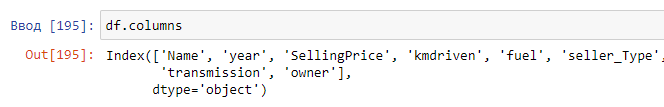 Ввод [195]: df.columns
Out[195]: Index(['Name', 'year', 'SellingPrice', 'kmdriven', 'fuel', 'seller_Type',
'transmission', 'owner'],
dtype='object')